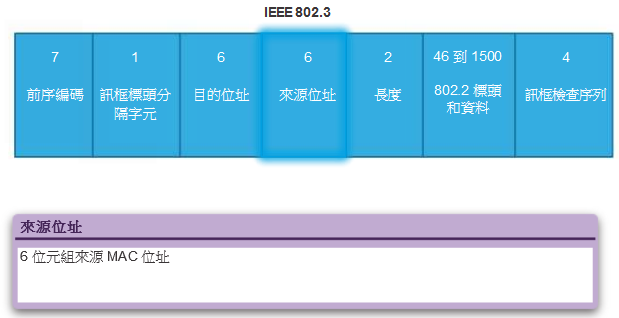 IEEE 802.3
7
前序編碼
1
訊框標頭分
隔字元
6
目的位址
6
來源位址
2
長度
46 到 1500
802.2 標頭
和資料
4
訊框檢查序列
來源位址
6 位元組來源 MAC 位址